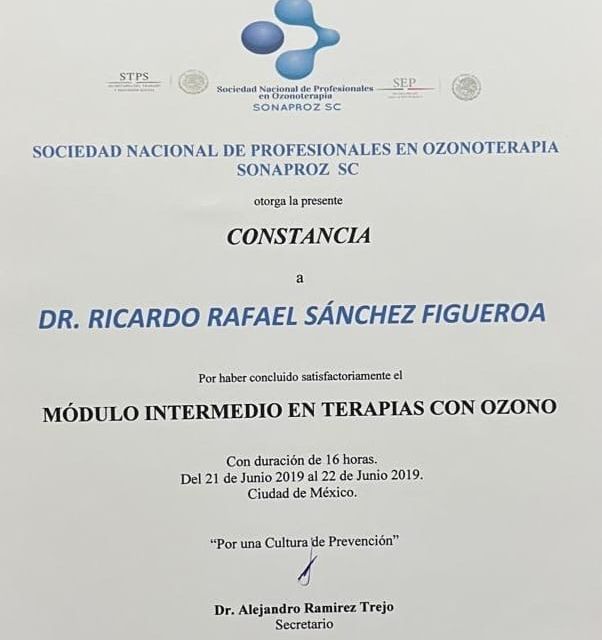 STPS
Sociedad Nacional de Profesionales
en Ozonoterapia
SONAPROZ SC
SEP
SOCIEDAD NACIONAL DE PROFESIONALES EN OZONOTERAPIA
SONAPROZ SC
otorga la presente
CONSTANCIA
a
DR. RICARDO RAFAEL SÁNCHEZ FIGUEROA
Por haber concluido satisfactoriamente el
MÓDULO INTERMEDIO EN TERAPIAS CON OZONO
Con duración de 16 horas.
Del 21 de Junio 2019 al 22 de Junio 2019.
Ciudad de México.
“Por una Cultura de Prevención”
Dr. Alejandro Ramirez Trejo
Secretario